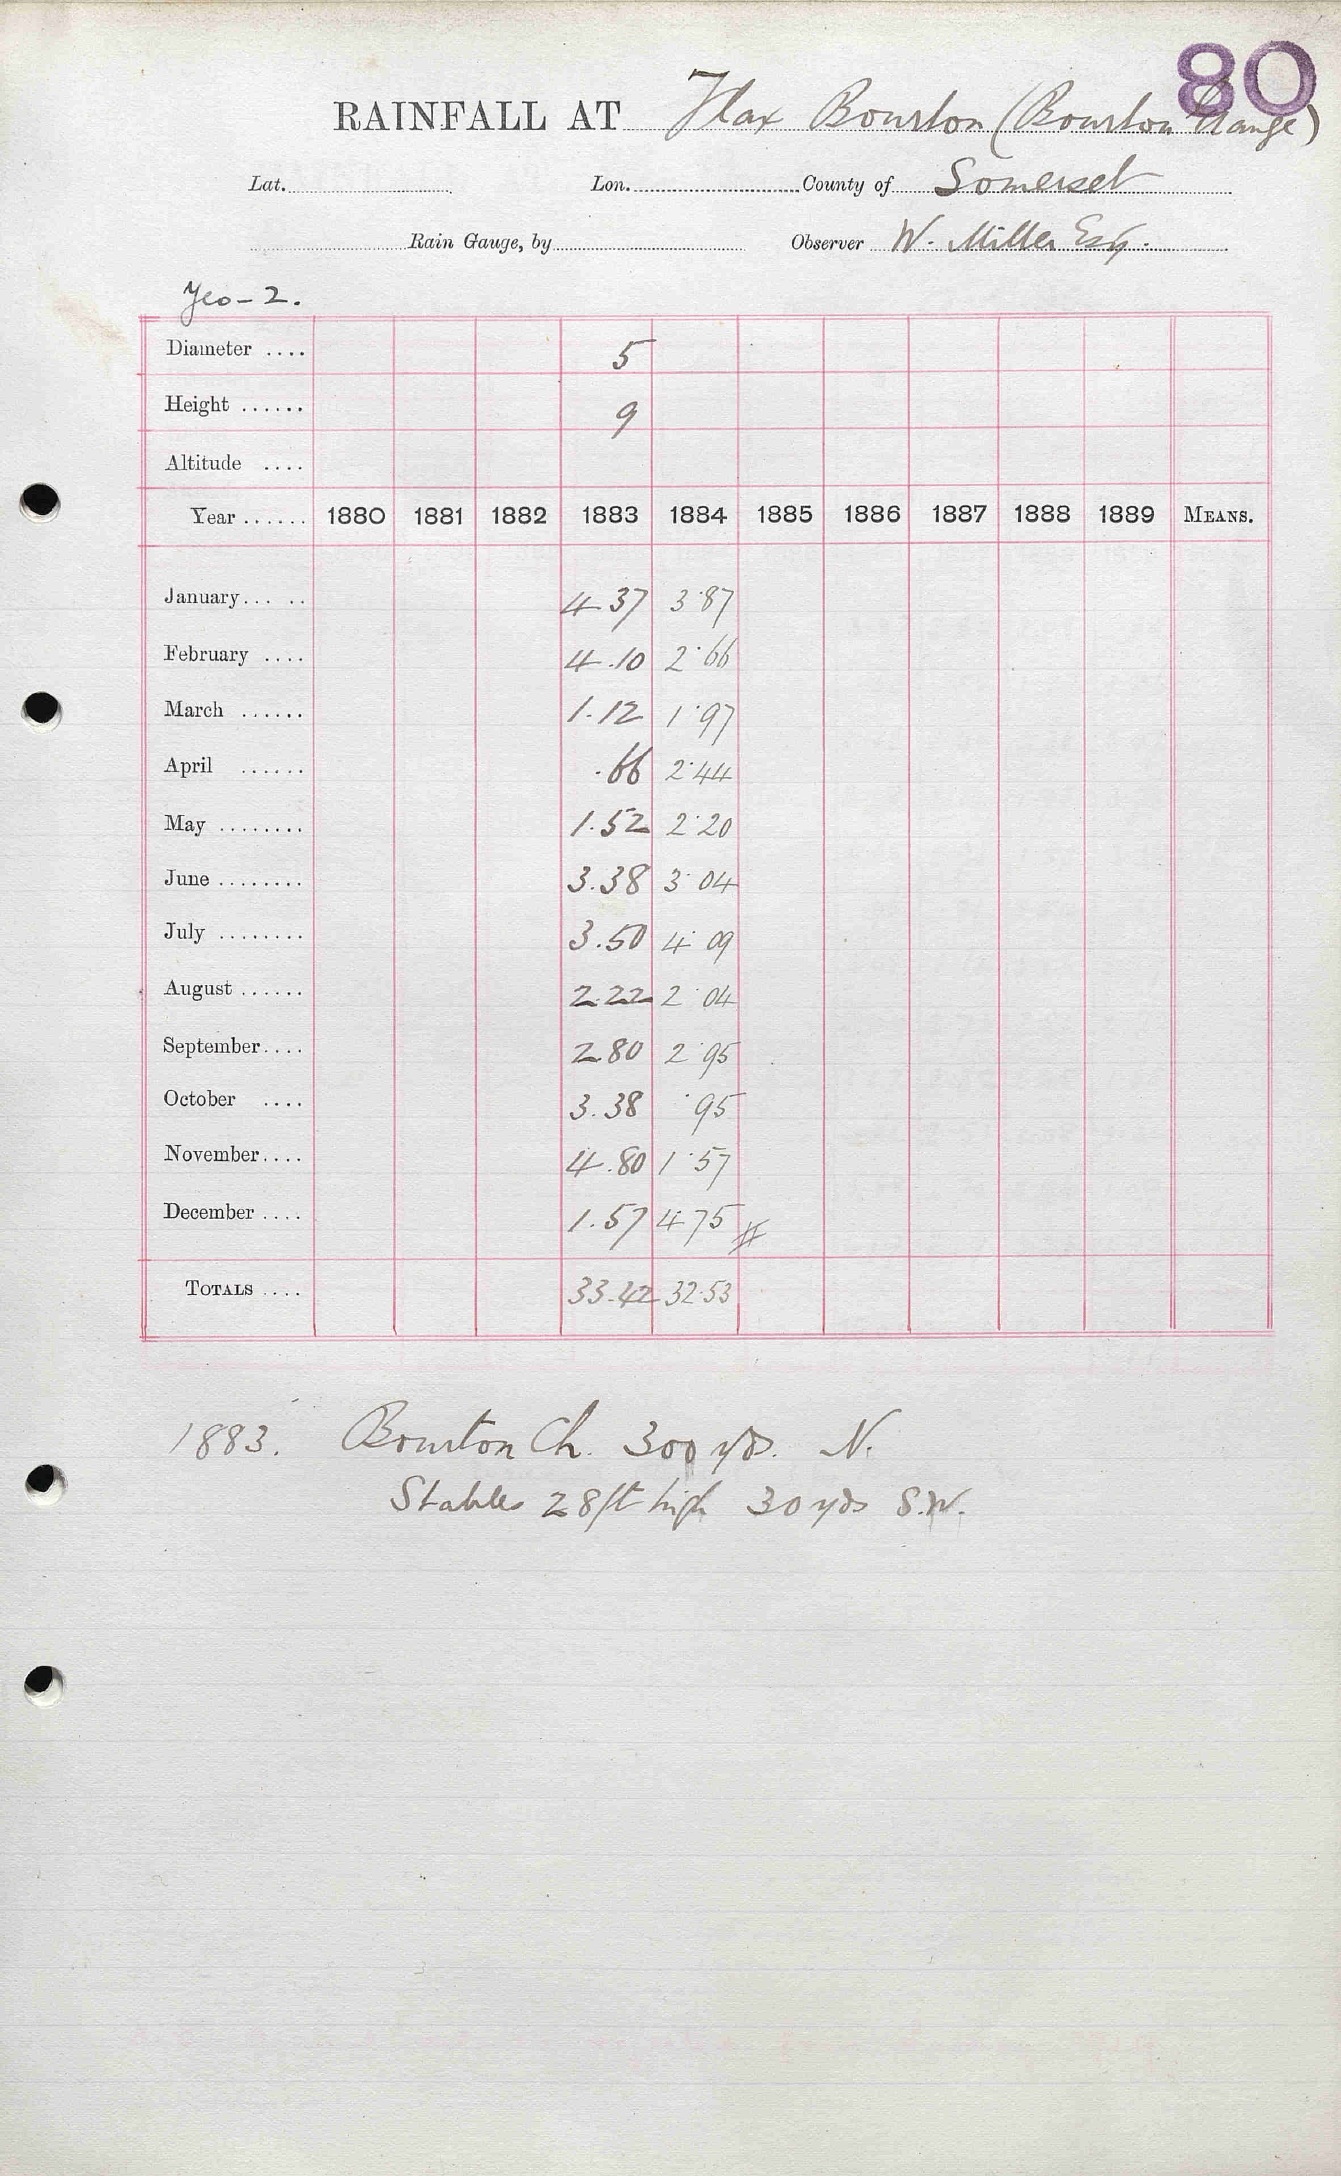 80
RAINFALL AT Flax Bourton (Bourton Grange)
Lat. Lon. County of Somerset
Rain Gauge, by Observer W. Miller Esq.
Yeo-2.
Diameter .... 5
Height ...... 9
Altitude ....
Year ...... 1880 1881 1882 1883 1884 1885 1886 1887 1888 1889 MEANS.
January... .. 4.37 3.87
February .... 4.10 2.66
March ...... 1.12 1.97
April ...... .66 2.44
May ........ 1.52 2.20
June ........ 3.38 3.04
July ........ 3.50 4.09
August ...... 2.22 2.04
September.... 2.80 2.95
October .... 3.38 .95
November.... 4.80 1.57
December .... 1.57 4.75 #
TOTALS .... 33.42 32.53
1883. Bourton Ch. 300 yds. N.
Stables 28ft high 30 yds S.W.